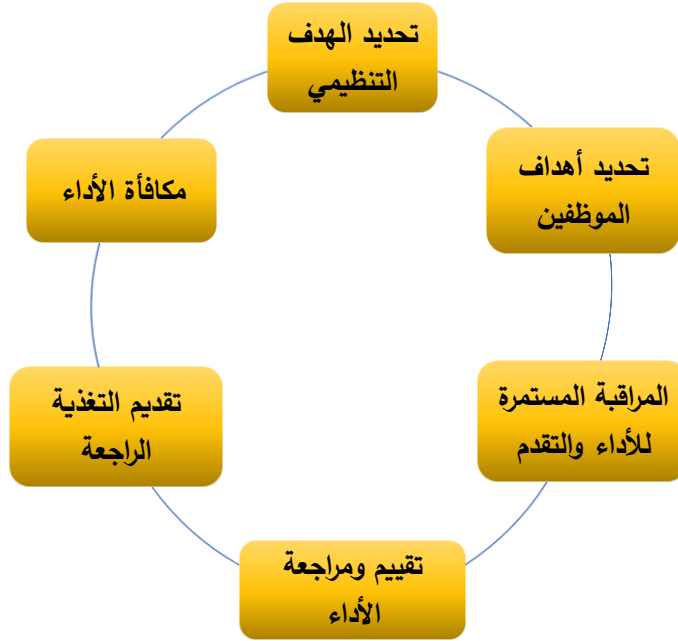 تحديد الهدف
التنظيمي
تحديد أهداف
الموظفين
المراقبة المستمرة
للأداء والتقدم
تقييم ومراجعة
الأداء
تقديم التغذية
الراجعة
مكافأة الأداء